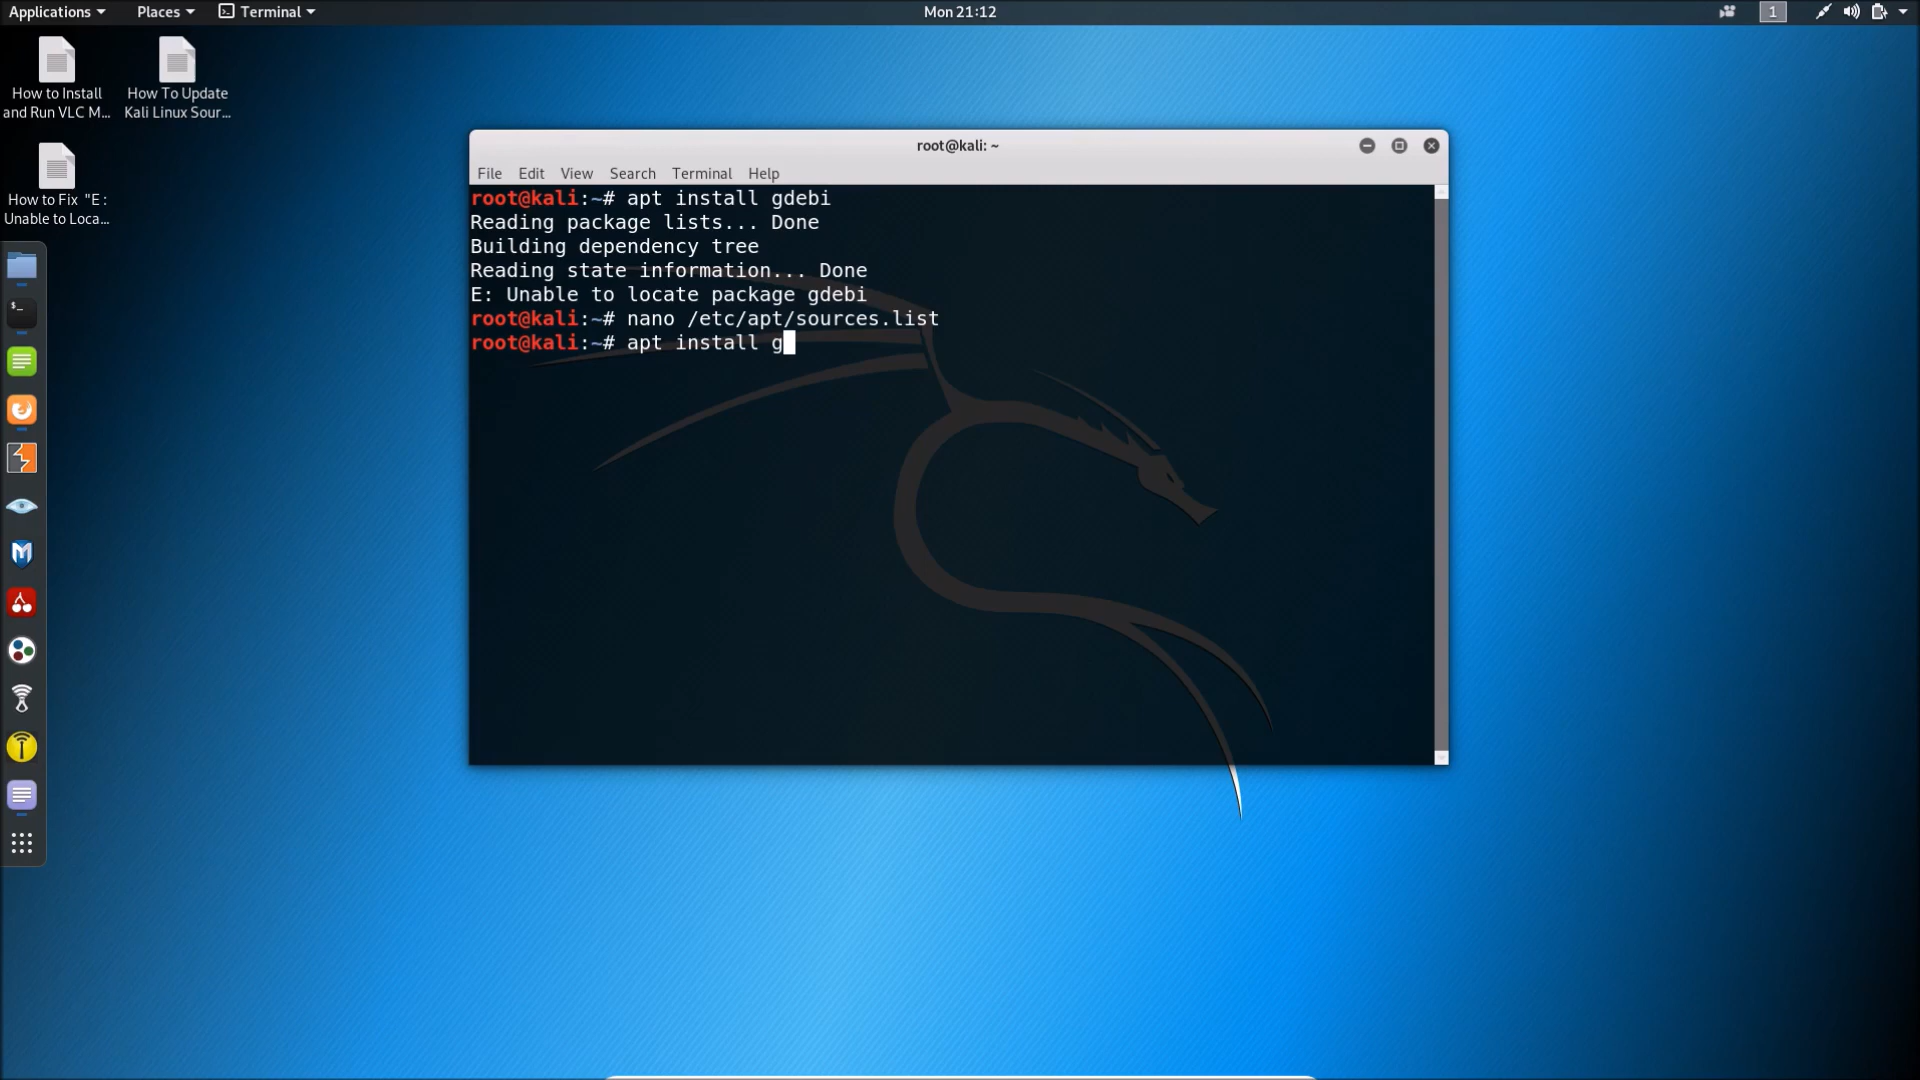 Applications Places Terminal Mon 21:12 1
How to Install
and Run VLC M...
How To Update
Kali Linux Sour...
How to Fix "E :
Unable to Loca...
root@kali: ~
File Edit View Search Terminal Help
root@kali:~# apt install gdebi
Reading package lists... Done
Building dependency tree
Reading state information... Done
E: Unable to locate package gdebi
root@kali:~# nano /etc/apt/sources.list
root@kali:~# apt install g